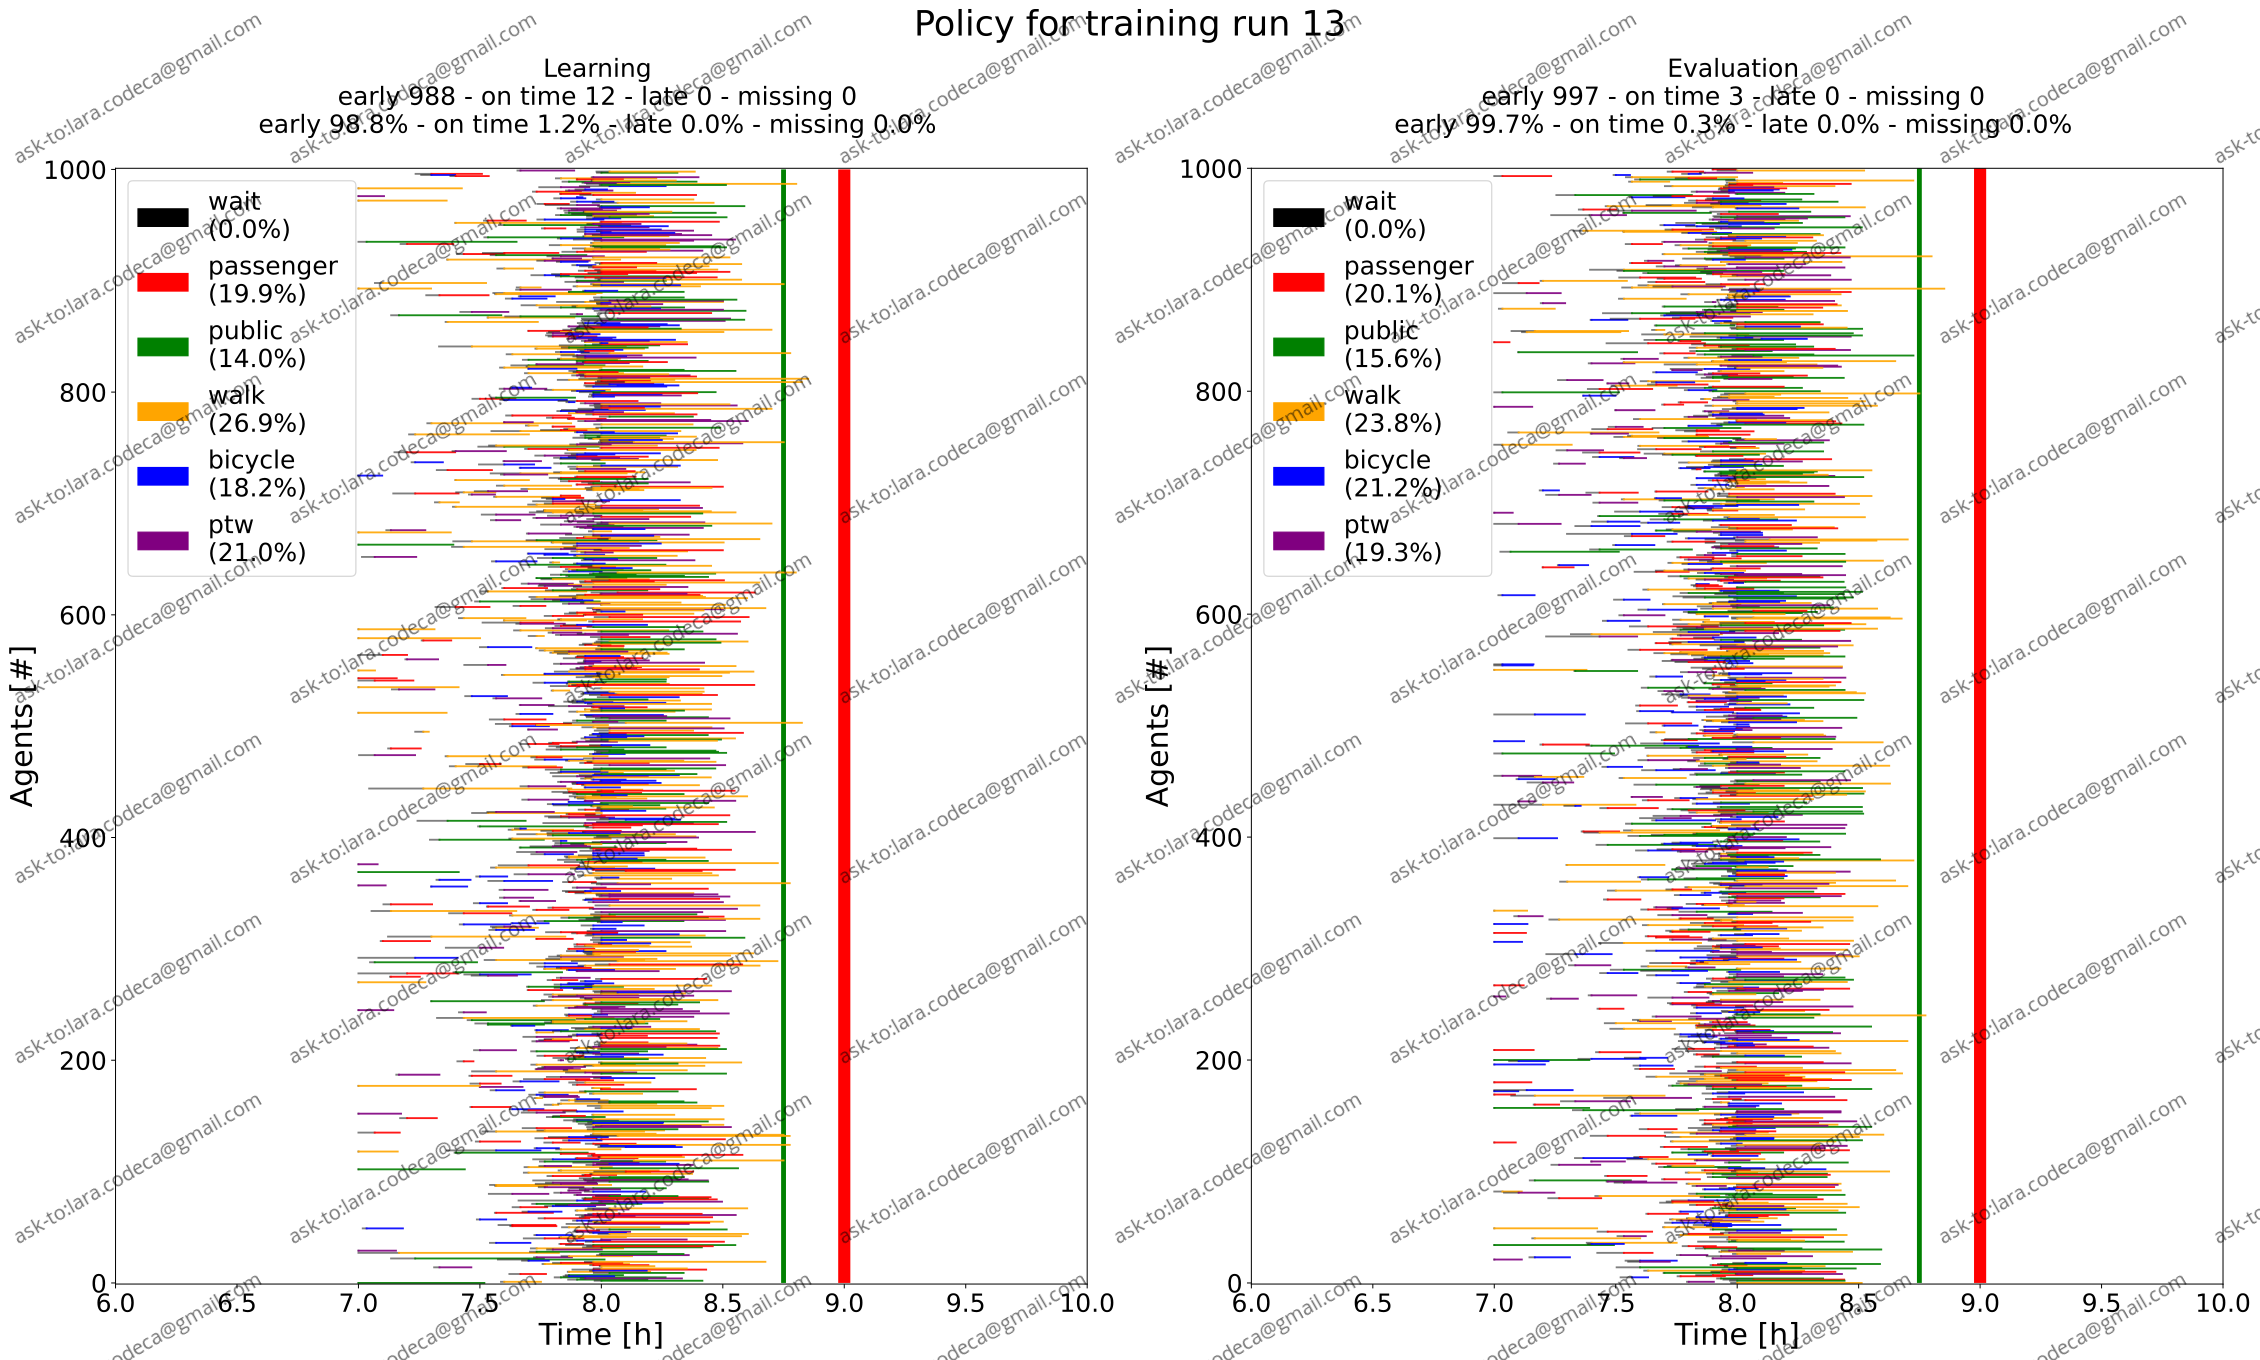 Policy for training run 13
Learning
early 988 - on time 12 - late 0 - missing 0
early 98.8% - on time 1.2% - late 0.0% - missing 0.0%
1000
800
600
400
200
0
Agents [#]
wait
(0.0%)
passenger
(19.9%)
public
(14.0%)
walk
(26.9%)
bicycle
(18.2%)
ptw
(21.0%)
6.0 6.5 7.0 7.5 8.0 8.5 9.0 9.5 10.0
Time [h]
Evaluation
early 997 - on time 3 - late 0 - missing 0
early 99.7% - on time 0.3% - late 0.0% - missing 0.0%
1000
800
600
400
200
0
Agents [#]
wait
(0.0%)
passenger
(20.1%)
public
(15.6%)
walk
(23.8%)
bicycle
(21.2%)
ptw
(19.3%)
6.0 6.5 7.0 7.5 8.0 8.5 9.0 9.5 10.0
Time [h]
ask-to:lara.codeca@gmail.com